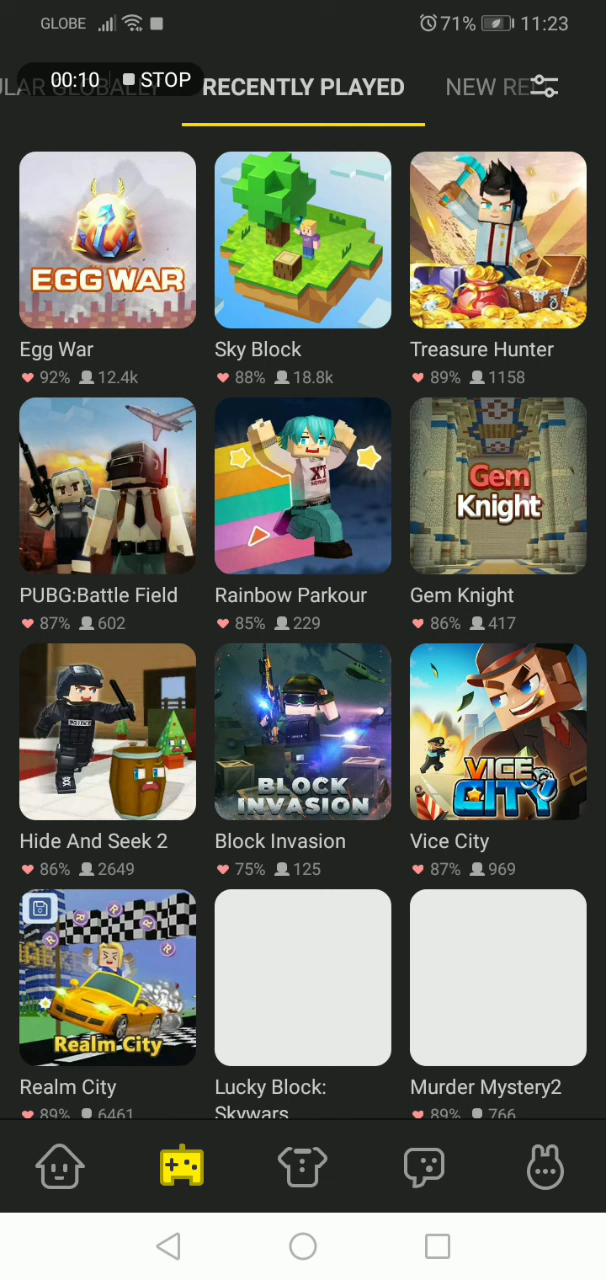 GLOBE 71% 11:23
00:10 STOP
RECENTLY PLAYED NEW RE
EGG WAR
Egg War Sky Block Treasure Hunter
92% 12.4k 88% 18.8k 89% 1158
XT
Gem
Knight
PUBG:Battle Field Rainbow Parkour Gem Knight
87% 602 85% 229 86% 417
BLOCK
INVASION
VICE
CITY
Hide And Seek 2 Block Invasion Vice City
86% 2649 75% 125 87% 969
R R R R R
Realm City
Realm City Lucky Block: Murder Mystery2
Skywars
89% 6461 89% 766